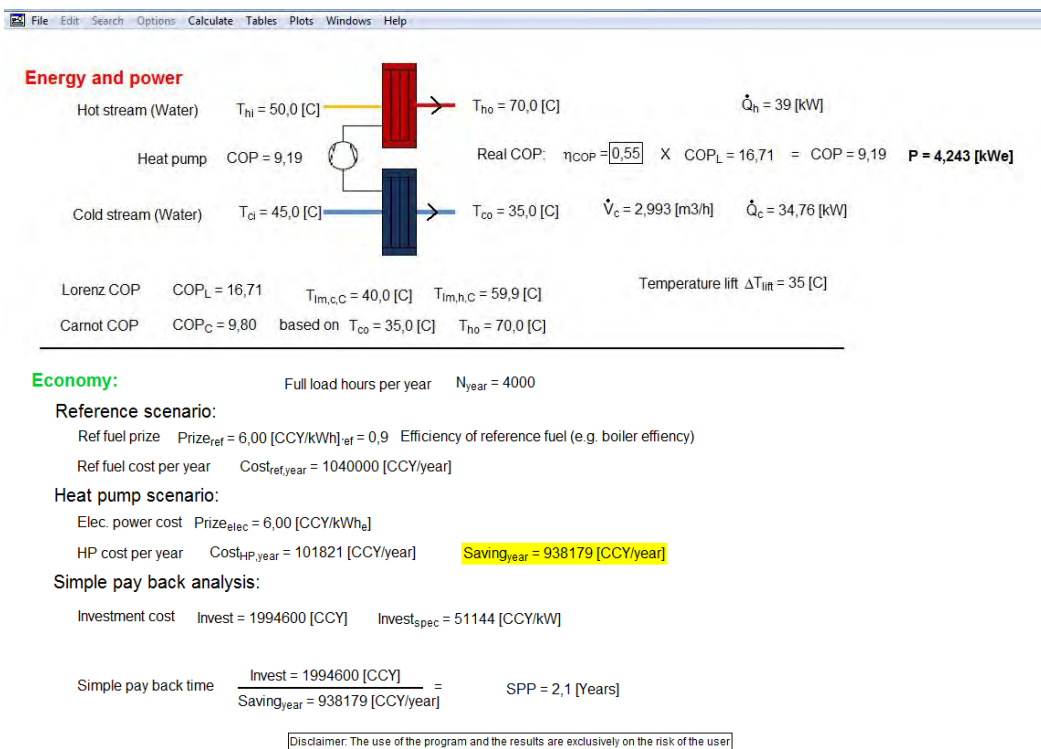 File Edit Search Options Calculate Tables Plots Windows Help
Energy and power
Hot stream (Water) Thi = 50,0 [C] Tho = 70,0 [C] Q̇h = 39 [kW]
Heat pump COP = 9,19 Real COP: ηCOP = 0,55 X COPL = 16,71 = COP = 9,19 P = 4,243 [kWe]
Cold stream (Water) Tci = 45,0 [C] Tco = 35,0 [C] V̇c = 2,993 [m3/h] Q̇c = 34,76 [kW]
Temperature lift ΔTlift = 35 [C]
Lorenz COP COPL = 16,71 Tlm,c,C = 40,0 [C] Tlm,h,C = 59,9 [C]
Carnot COP COPC = 9,80 based on Tco = 35,0 [C] Tho = 70,0 [C]
Economy: Full load hours per year Nyear = 4000
Reference scenario:
Ref fuel prize Prizeref = 6,00 [CCY/kWh] ref = 0,9 Efficiency of reference fuel (e.g. boiler effiency)
Ref fuel cost per year Costref,year = 1040000 [CCY/year]
Heat pump scenario:
Elec. power cost Prizeelec = 6,00 [CCY/kWhe]
HP cost per year CostHP,year = 101821 [CCY/year] Savingyear = 938179 [CCY/year]
Simple pay back analysis:
Investment cost Invest = 1994600 [CCY] Investspec = 51144 [CCY/kW]
Invest = 1994600 [CCY]
Simple pay back time = SPP = 2,1 [Years]
Savingyear = 938179 [CCY/year]
Disclaimer: The use of the program and the results are exclusively on the risk of the user